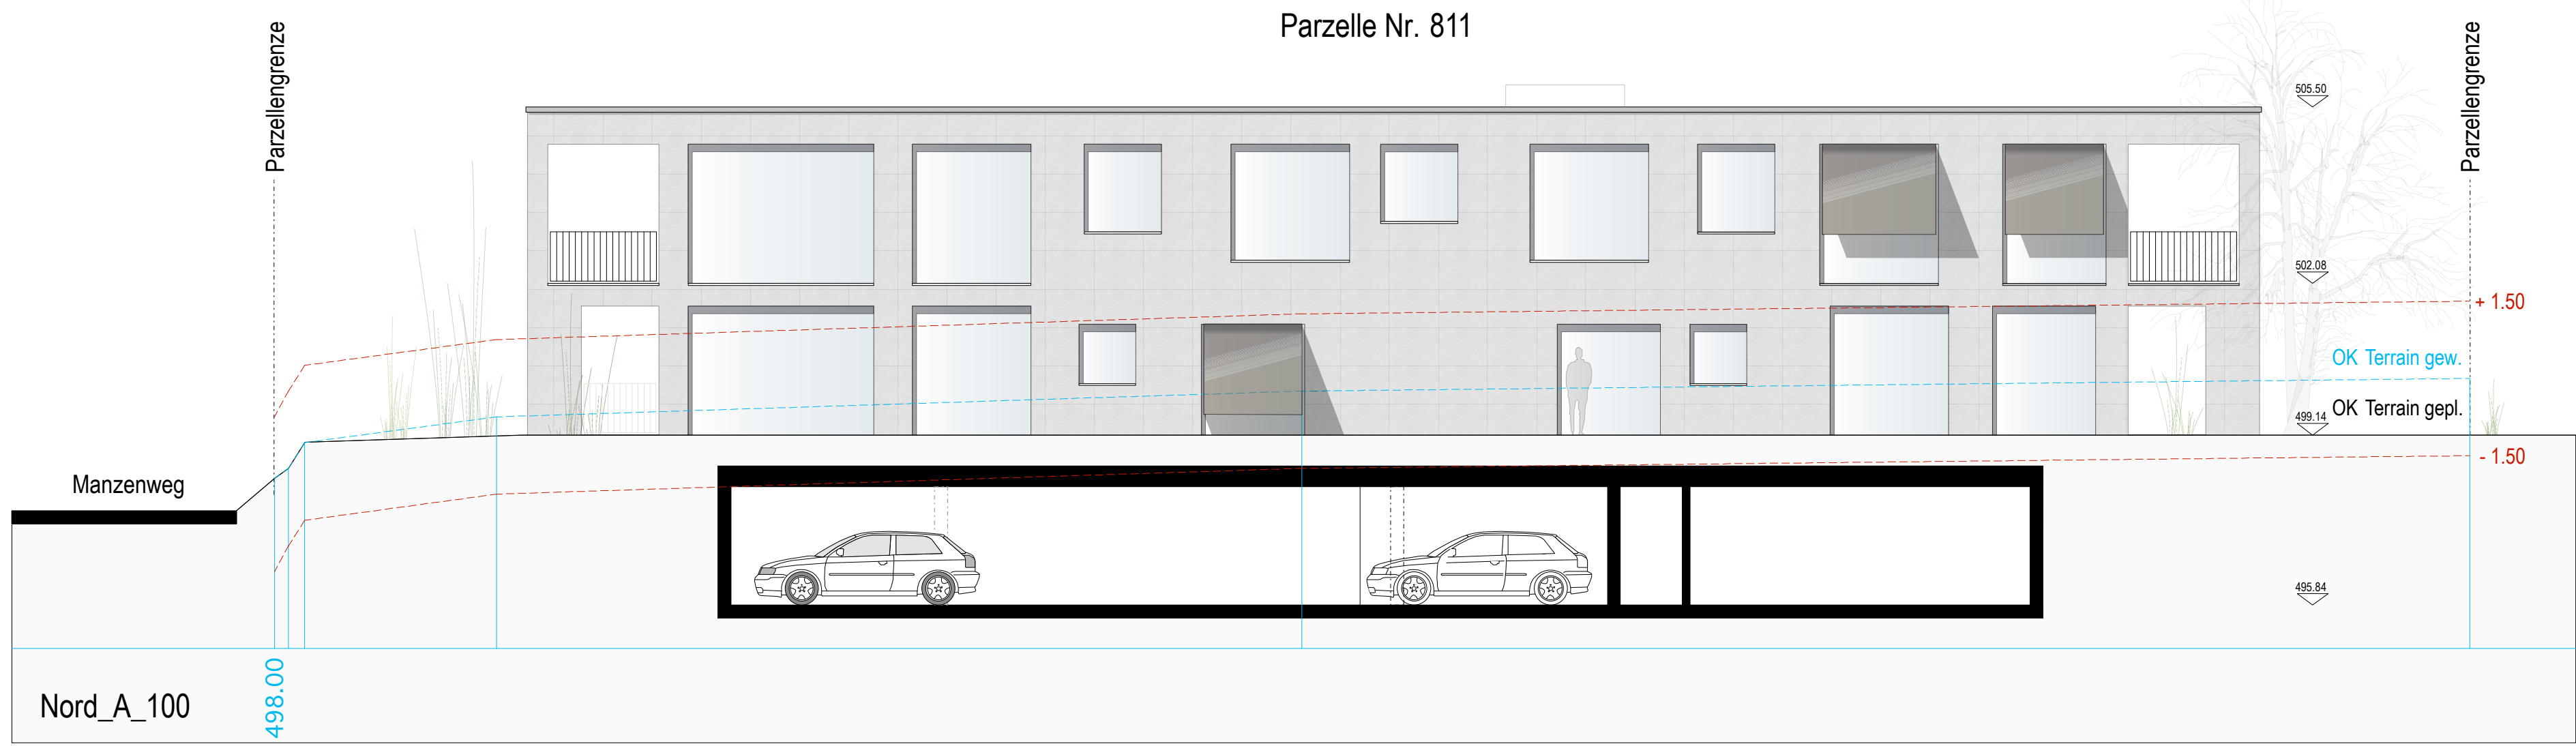 Parzelle Nr. 811
Parzellengrenze
Parzellengrenze
505.50
502.08
+ 1.50
OK Terrain gew.
OK Terrain gepl.
499.14
- 1.50
Manzenweg
495.84
498.00
Nord_A_100